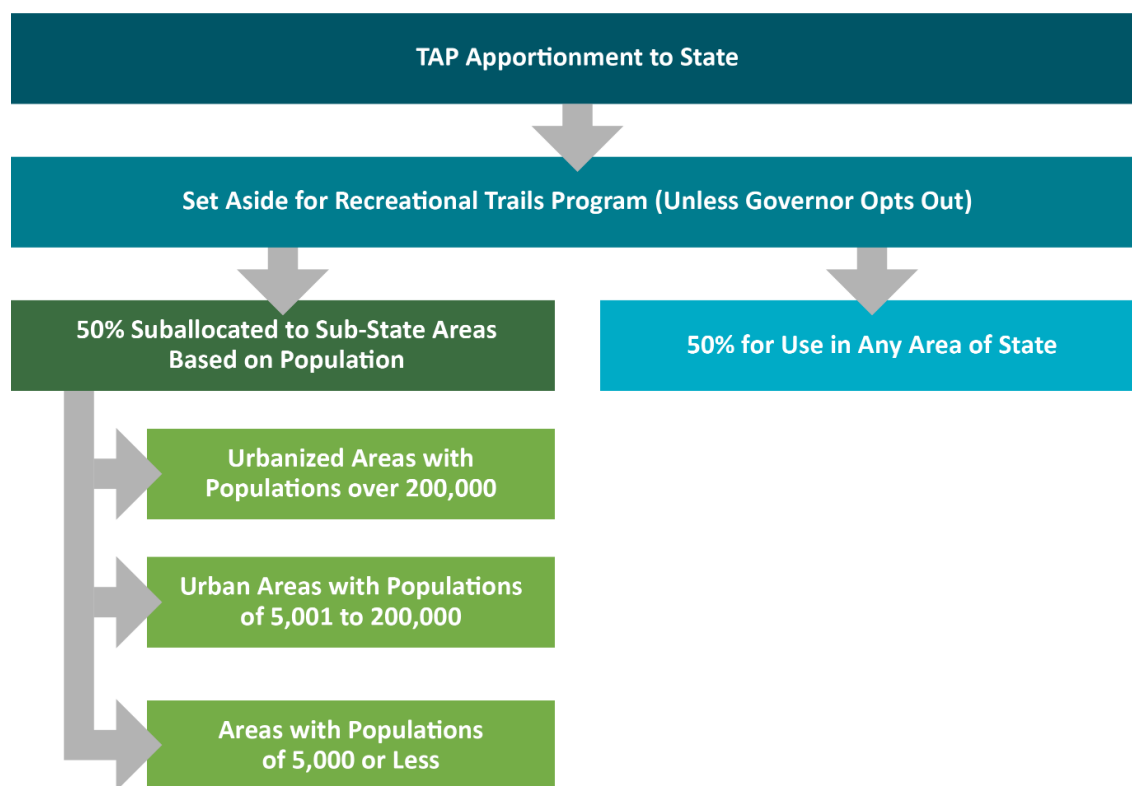 TAP Apportionment to State
Set Aside for Recreational Trails Program (Unless Governor Opts Out)
50% Suballocated to Sub-State Areas
Based on Population
50% for Use in Any Area of State
Urbanized Areas with
Populations over 200,000
Urban Areas with Populations
of 5,001 to 200,000
Areas with Populations
of 5,000 or Less